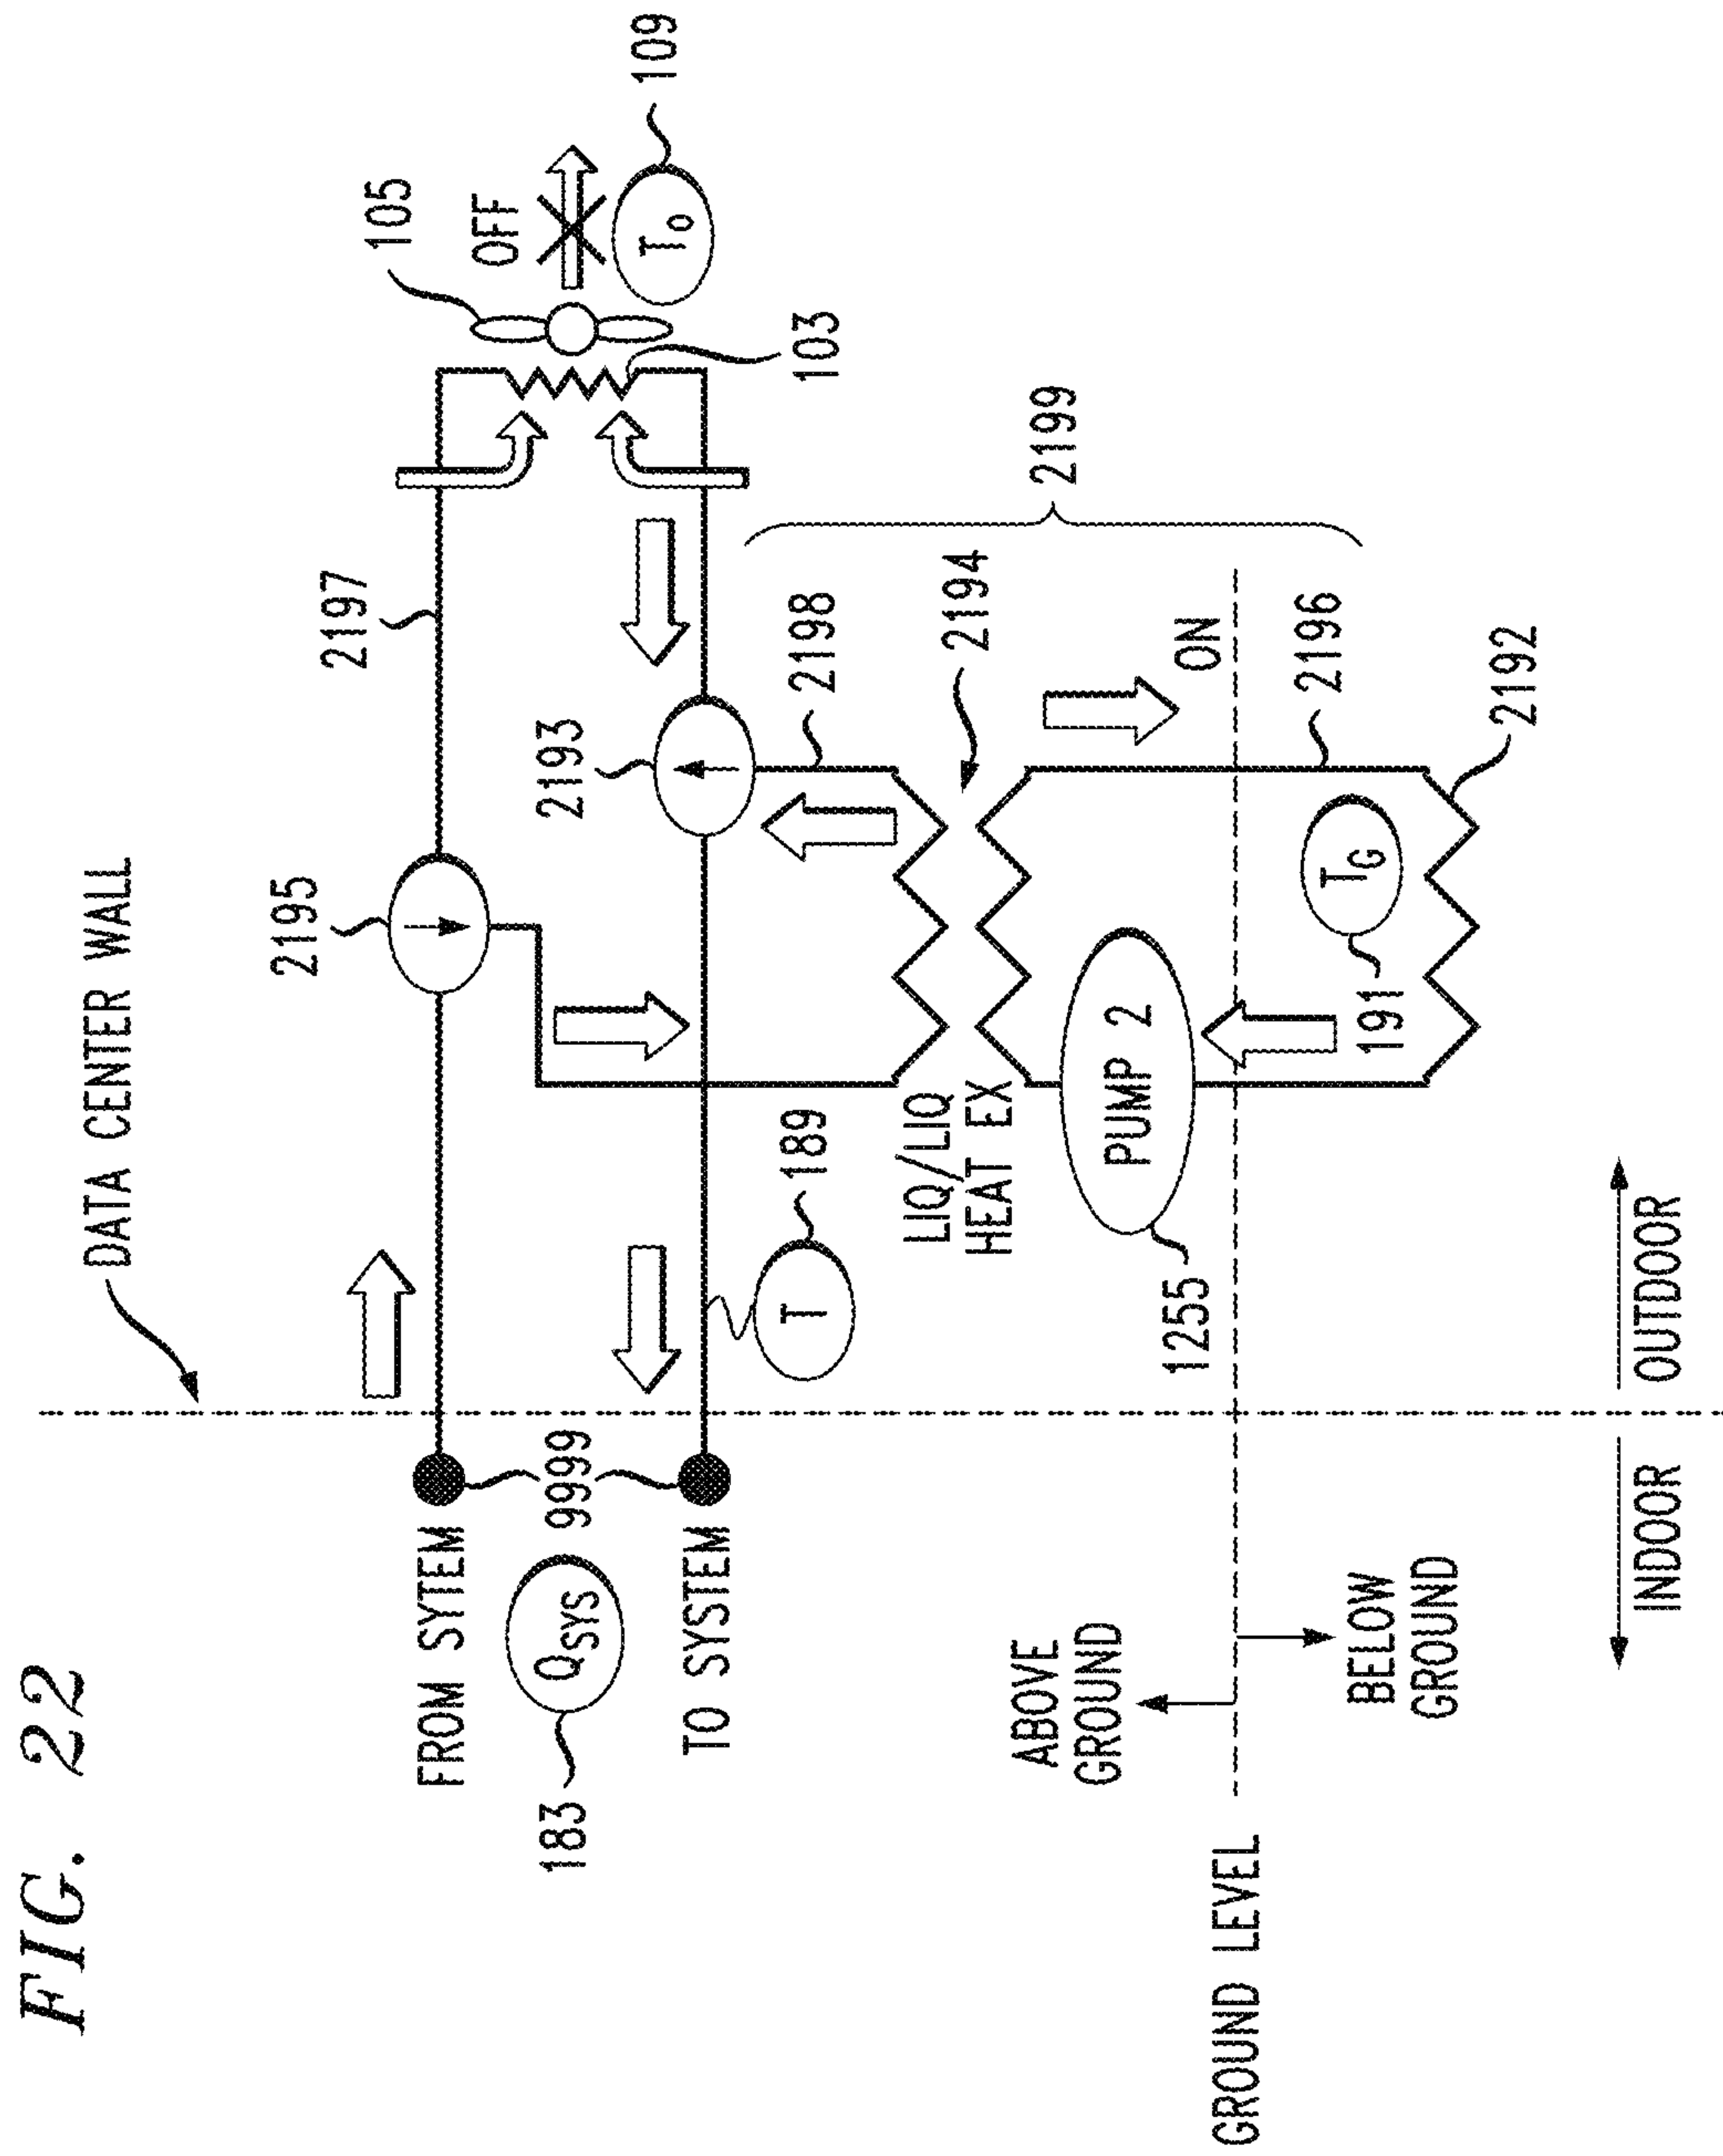 FIG. 22
DATA CENTER WALL
2195
2197
105
OFF
109
T0
FROM SYTEM
9999
QSYS
183
TO SYSTEM
2193
103
T
189
2198
2199
LIQ/LIQ
HEAT EX
2194
ABOVE
GROUND
PUMP 2
1255
ON
GROUND LEVEL
BELOW
GROUND
191
TG
2196
2192
INDOOR
OUTDOOR